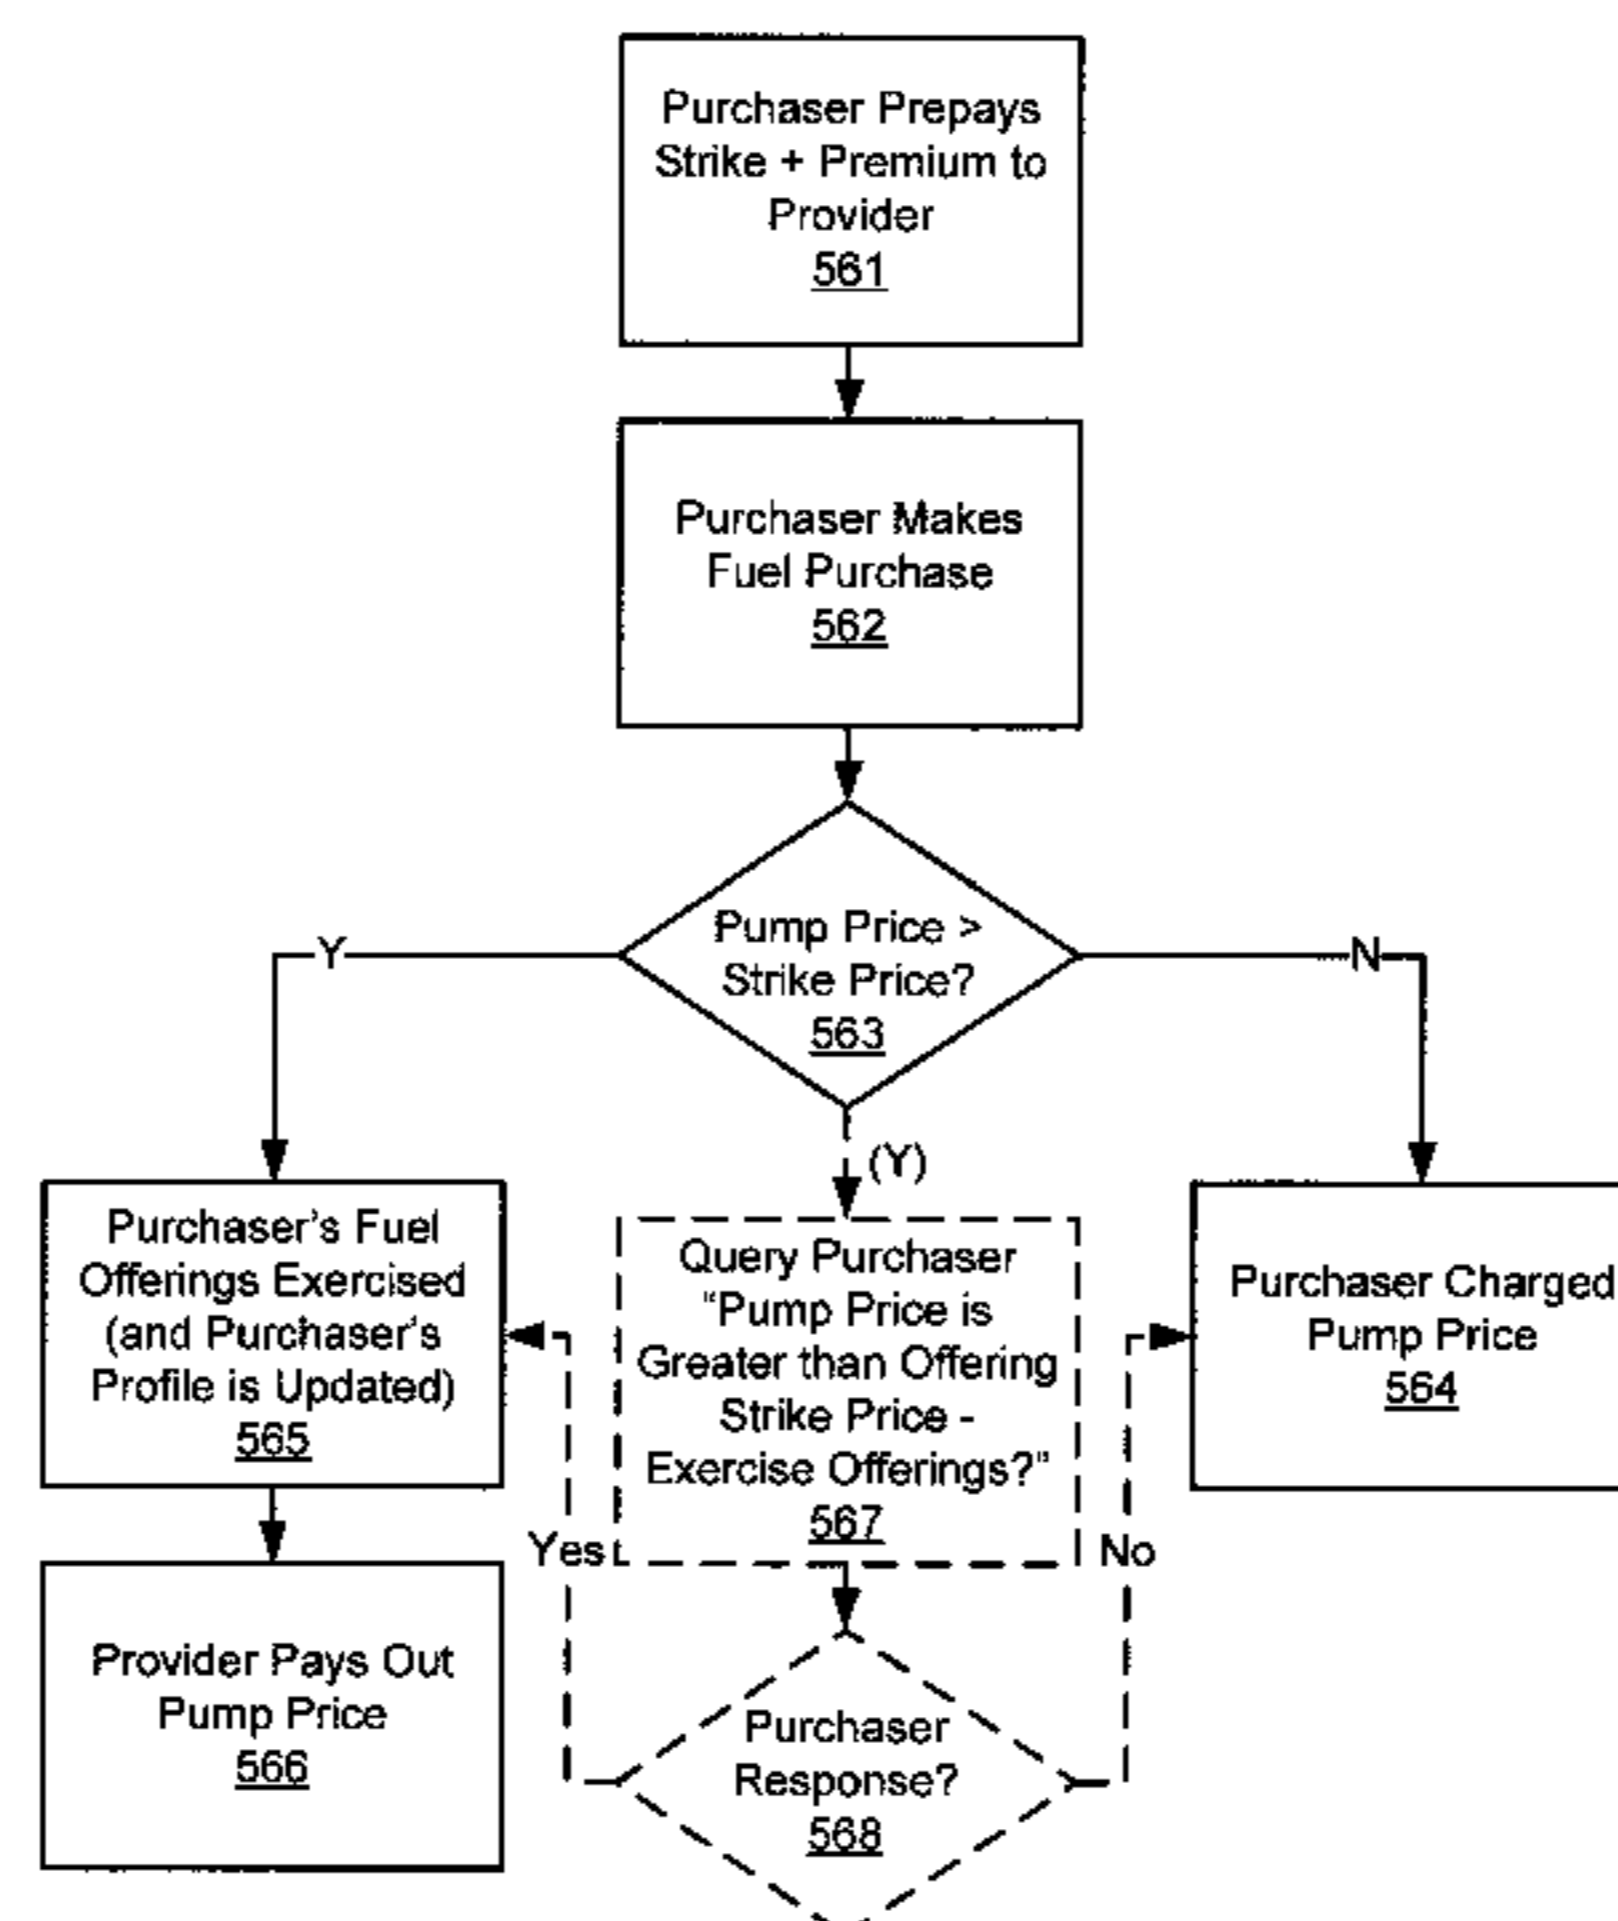 Purchaser Prepays
Strike + Premium to
Provider
561
Purchaser Makes
Fuel Purchase
562
Pump Price >
Strike Price?
563
Y
N
(Y)
Purchaser's Fuel
Offerings Exercised
(and Purchaser's
Profile is Updated)
565
Query Purchaser
"Pump Price is
Greater than Offering
Strike Price -
Exercise Offerings?"
567
Purchaser Charged
Pump Price
564
Yes
No
Provider Pays Out
Pump Price
566
Purchaser
Response?
568